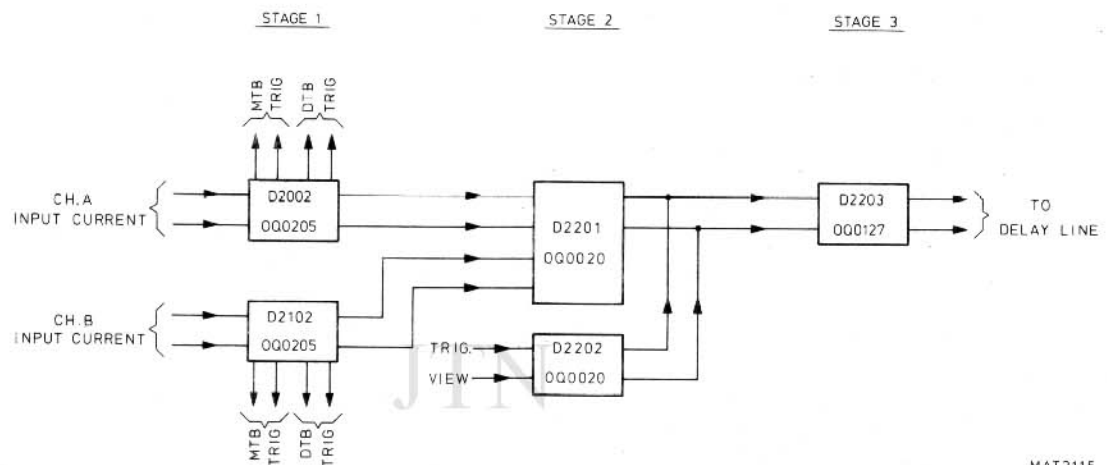 STAGE 1
STAGE 2
STAGE 3
MTB
TRIG
DTB
TRIG
CH.A
INPUT CURRENT
D2002
OQ0205
D2201
OQ0020
D2203
OQ0127
TO
DELAY LINE
CH.B
INPUT CURRENT
D2102
OQ0205
TRIG.
VIEW
D2202
OQ0020
JTN
MTB
TRIG
DTB
TRIG